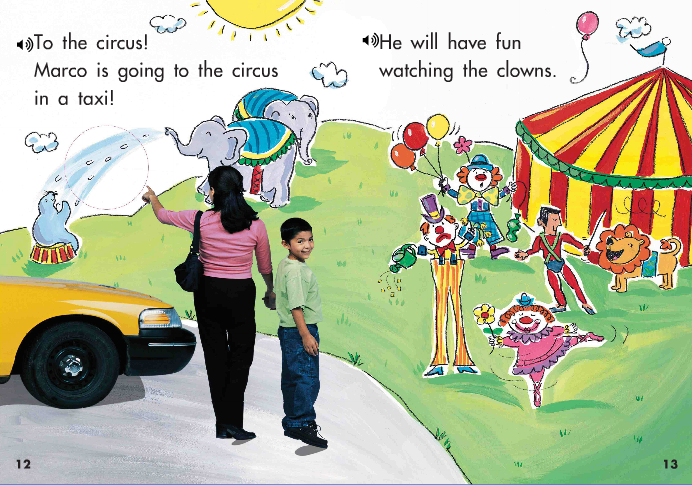 To the circus!
Marco is going to the circus
in a taxi!
He will have fun
watching the clowns.
12
13